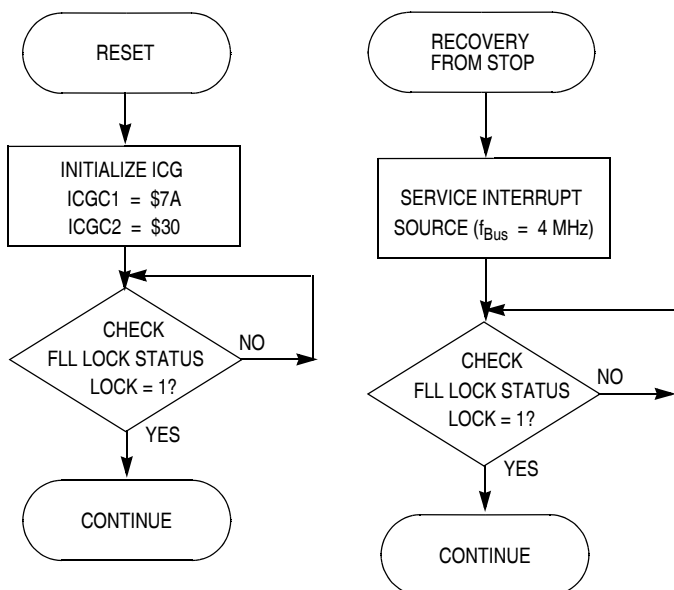 RESET
INITIALIZE ICG
ICGC1 = $7A
ICGC2 = $30
CHECK
FLL LOCK STATUS
LOCK = 1?
NO
YES
CONTINUE
RECOVERY
FROM STOP
SERVICE INTERRUPT
SOURCE (fBus = 4 MHz)
CHECK
FLL LOCK STATUS
LOCK = 1?
NO
YES
CONTINUE